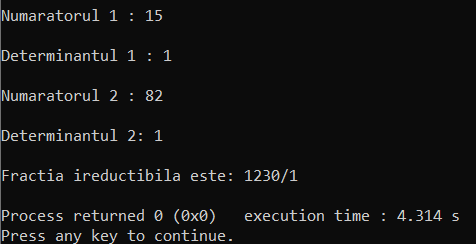 Numaratorul 1 : 15
Determinantul 1 : 1
Numaratorul 2 : 82
Determinantul 2: 1
Fractia ireductibila este: 1230/1
Process returned 0 (0x0)   execution time : 4.314 s
Press any key to continue.